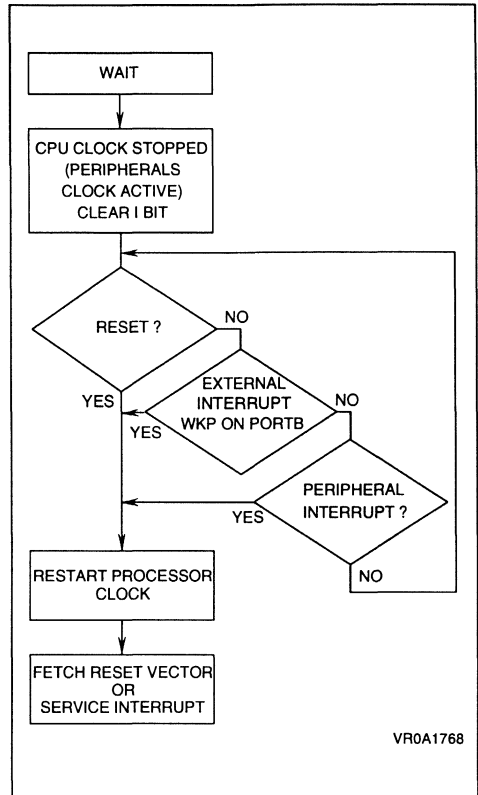 WAIT
CPU CLOCK STOPPED
(PERIPHERALS
CLOCK ACTIVE)
CLEAR I BIT
RESET ?
NO
YES
EXTERNAL
INTERRUPT
WKP ON PORTB
NO
YES
PERIPHERAL
INTERRUPT ?
YES
NO
RESTART PROCESSOR
CLOCK
FETCH RESET VECTOR
OR
SERVICE INTERRUPT
VR0A1768